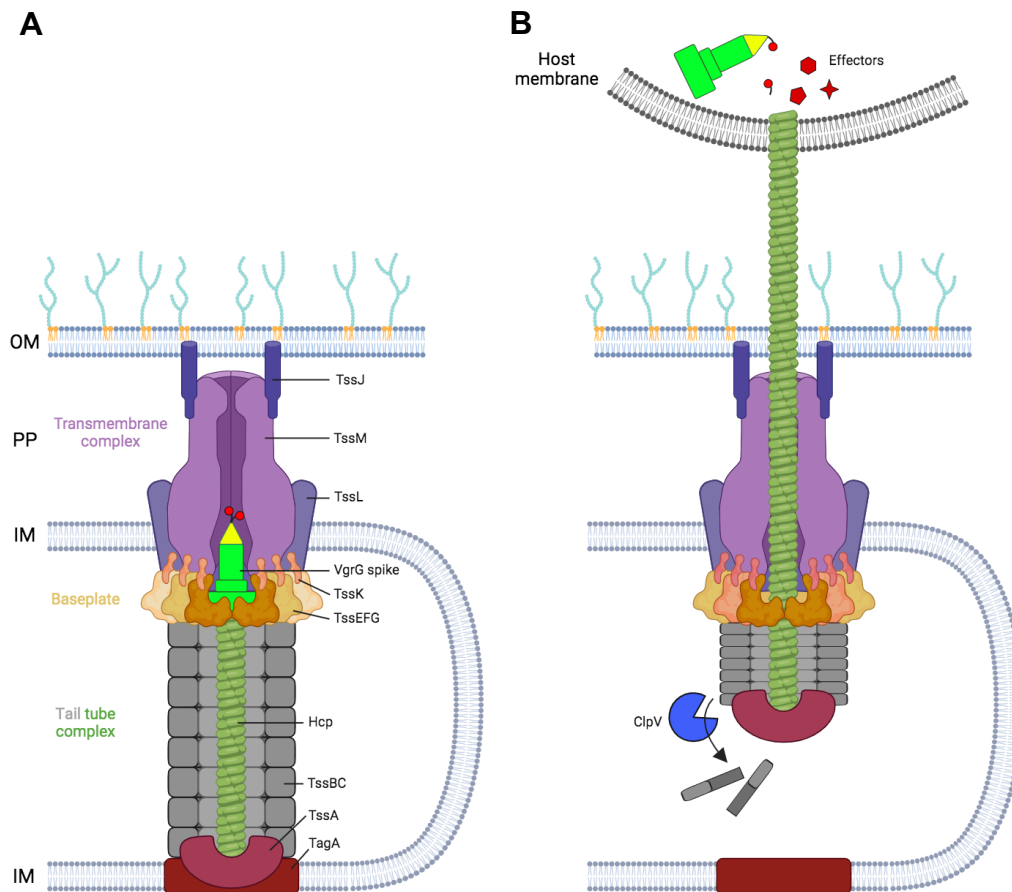 A
OM
TssJ
Transmembrane
complex
TssM
PP
TssL
IM
VgrG spike
TssK
Baseplate
TssEFG
Tail tube
complex
Hcp
TssBC
TssA
TagA
IM
B
Host
membrane
Effectors
ClpV